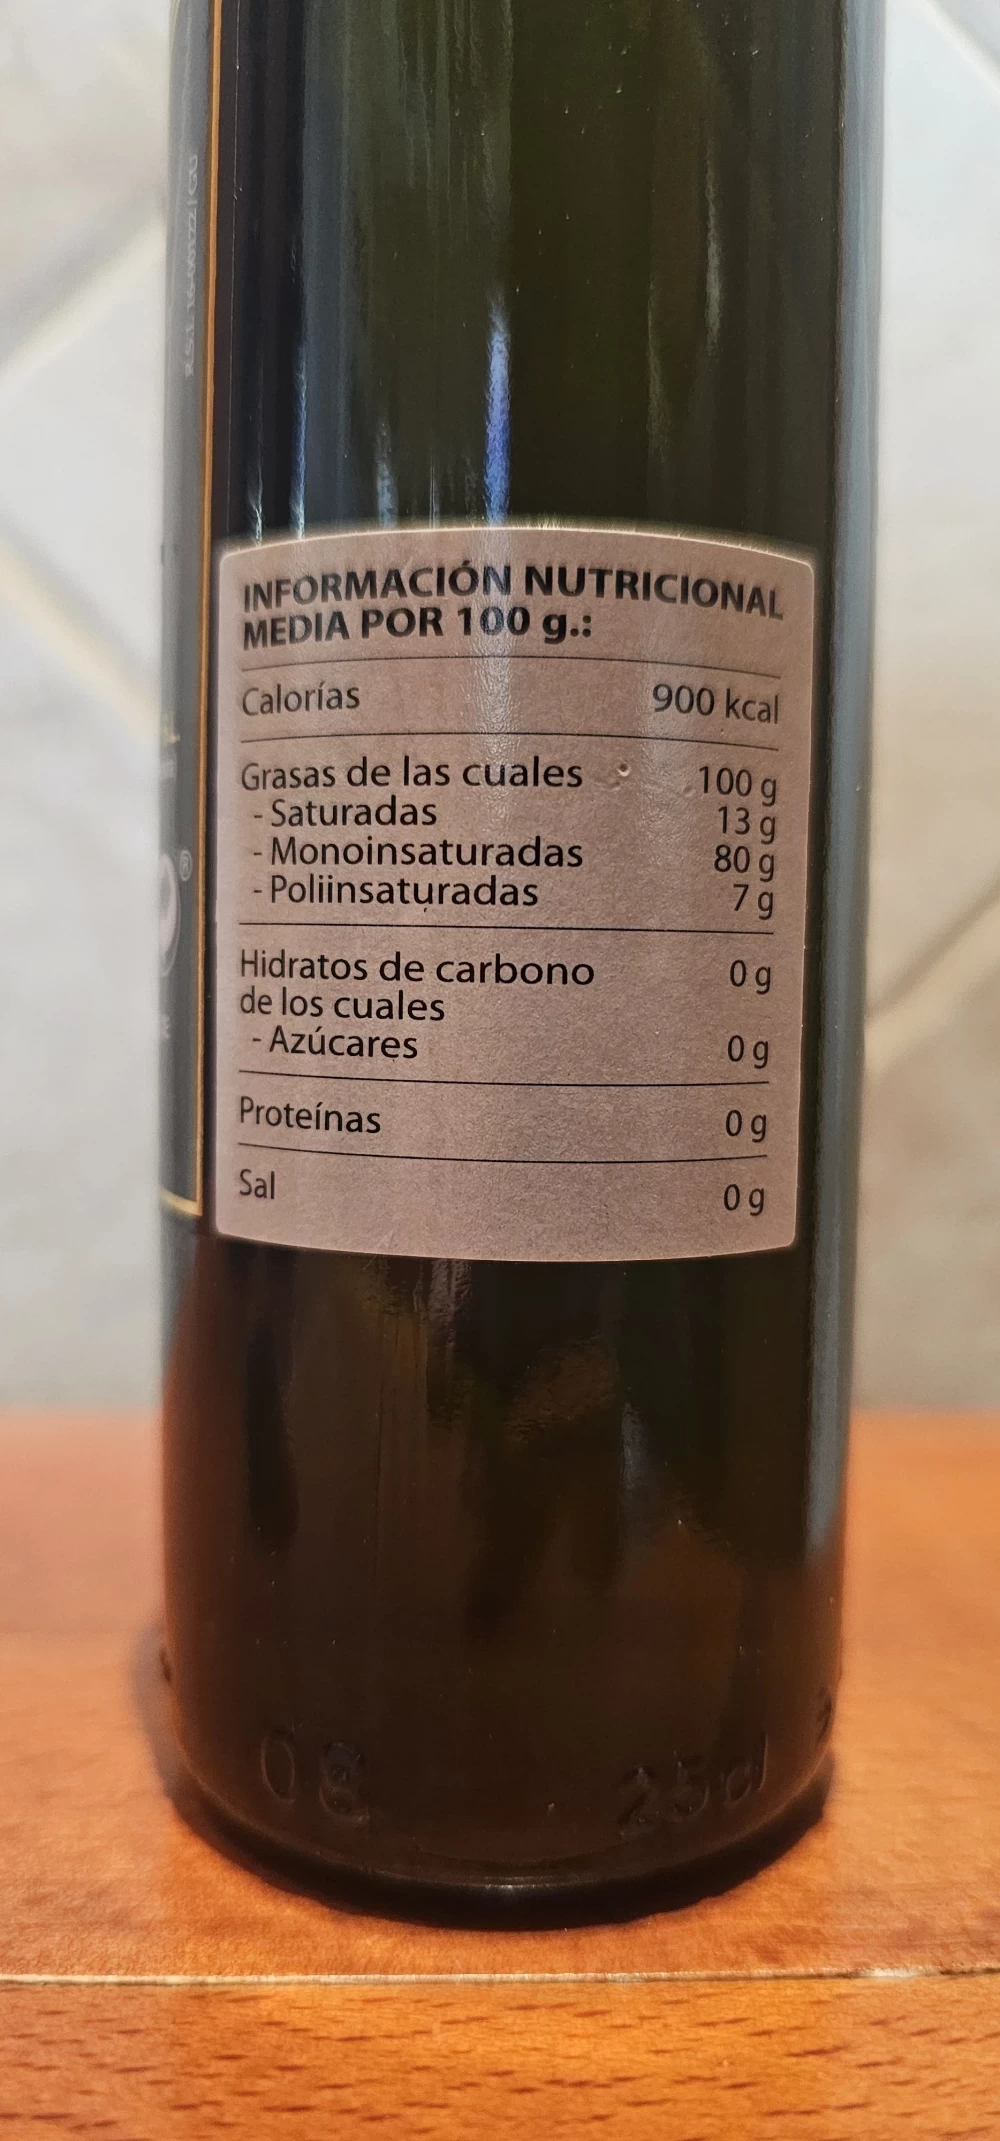 INFORMACIÓN NUTRICIONAL
MEDIA POR 100 g.:
Calorías 900 kcal
Grasas de las cuales 100 g
- Saturadas 13 g
- Monoinsaturadas 80 g
- Poliinsaturadas 7 g
Hidratos de carbono 0 g
de los cuales
- Azúcares 0 g
Proteínas 0 g
Sal 0 g
08 25cl